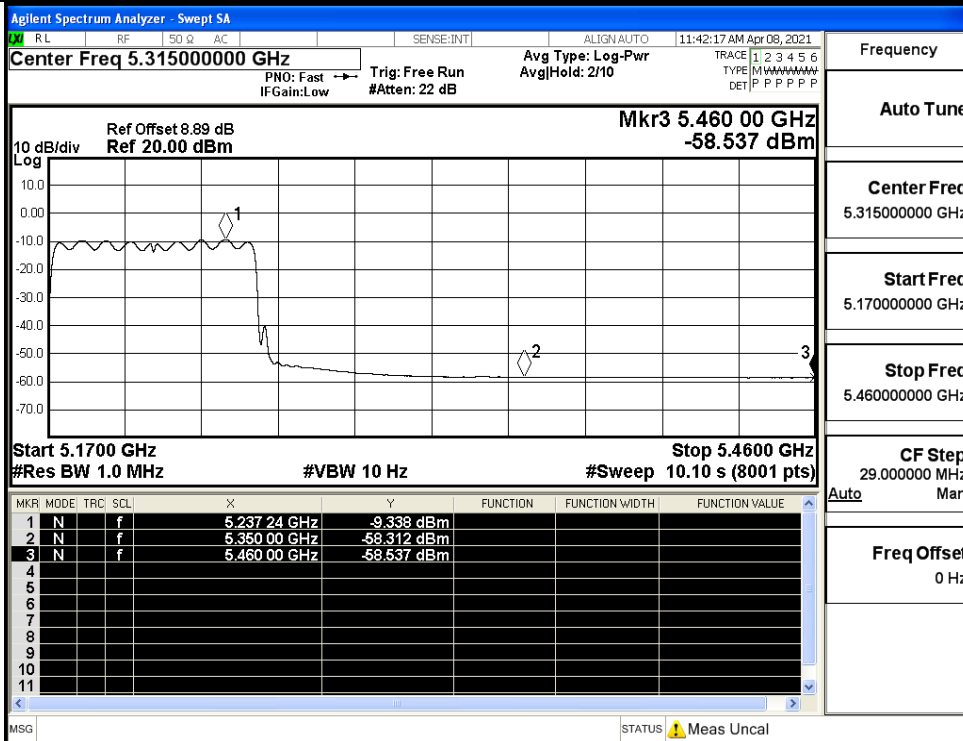 Agilent Spectrum Analyzer - Swept SA
LXI RL RF 50 Ω AC SENSE:INT ALIGN AUTO 11:42:17 AM Apr 08, 2021
Center Freq 5.315000000 GHz
PNO: Fast
IFGain:Low
Trig: Free Run
#Atten: 22 dB
Avg Type: Log-Pwr
Avg|Hold: 2/10
TRACE 1 2 3 4 5 6
TYPE M WWWWW
DET P P P P P P
Mkr3 5.460 00 GHz
-58.537 dBm
Ref Offset 8.89 dB
10 dB/div Ref 20.00 dBm
Log
10.0
0.00
-10.0
-20.0
-30.0
-40.0
-50.0
-60.0
-70.0
1
2
3
Start 5.1700 GHz Stop 5.4600 GHz
#Res BW 1.0 MHz #VBW 10 Hz #Sweep 10.10 s (8001 pts)
MKR MODE TRC SCL X Y FUNCTION FUNCTION WIDTH FUNCTION VALUE
1 N f 5.237 24 GHz -9.338 dBm
2 N f 5.350 00 GHz -58.312 dBm
3 N f 5.460 00 GHz -58.537 dBm
4
5
6
7
8
9
10
11
MSG STATUS Meas Uncal
Frequency
Auto Tune
Center Freq
5.315000000 GHz
Start Freq
5.170000000 GHz
Stop Freq
5.460000000 GHz
CF Step
29.000000 MHz
Auto Man
Freq Offset
0 Hz